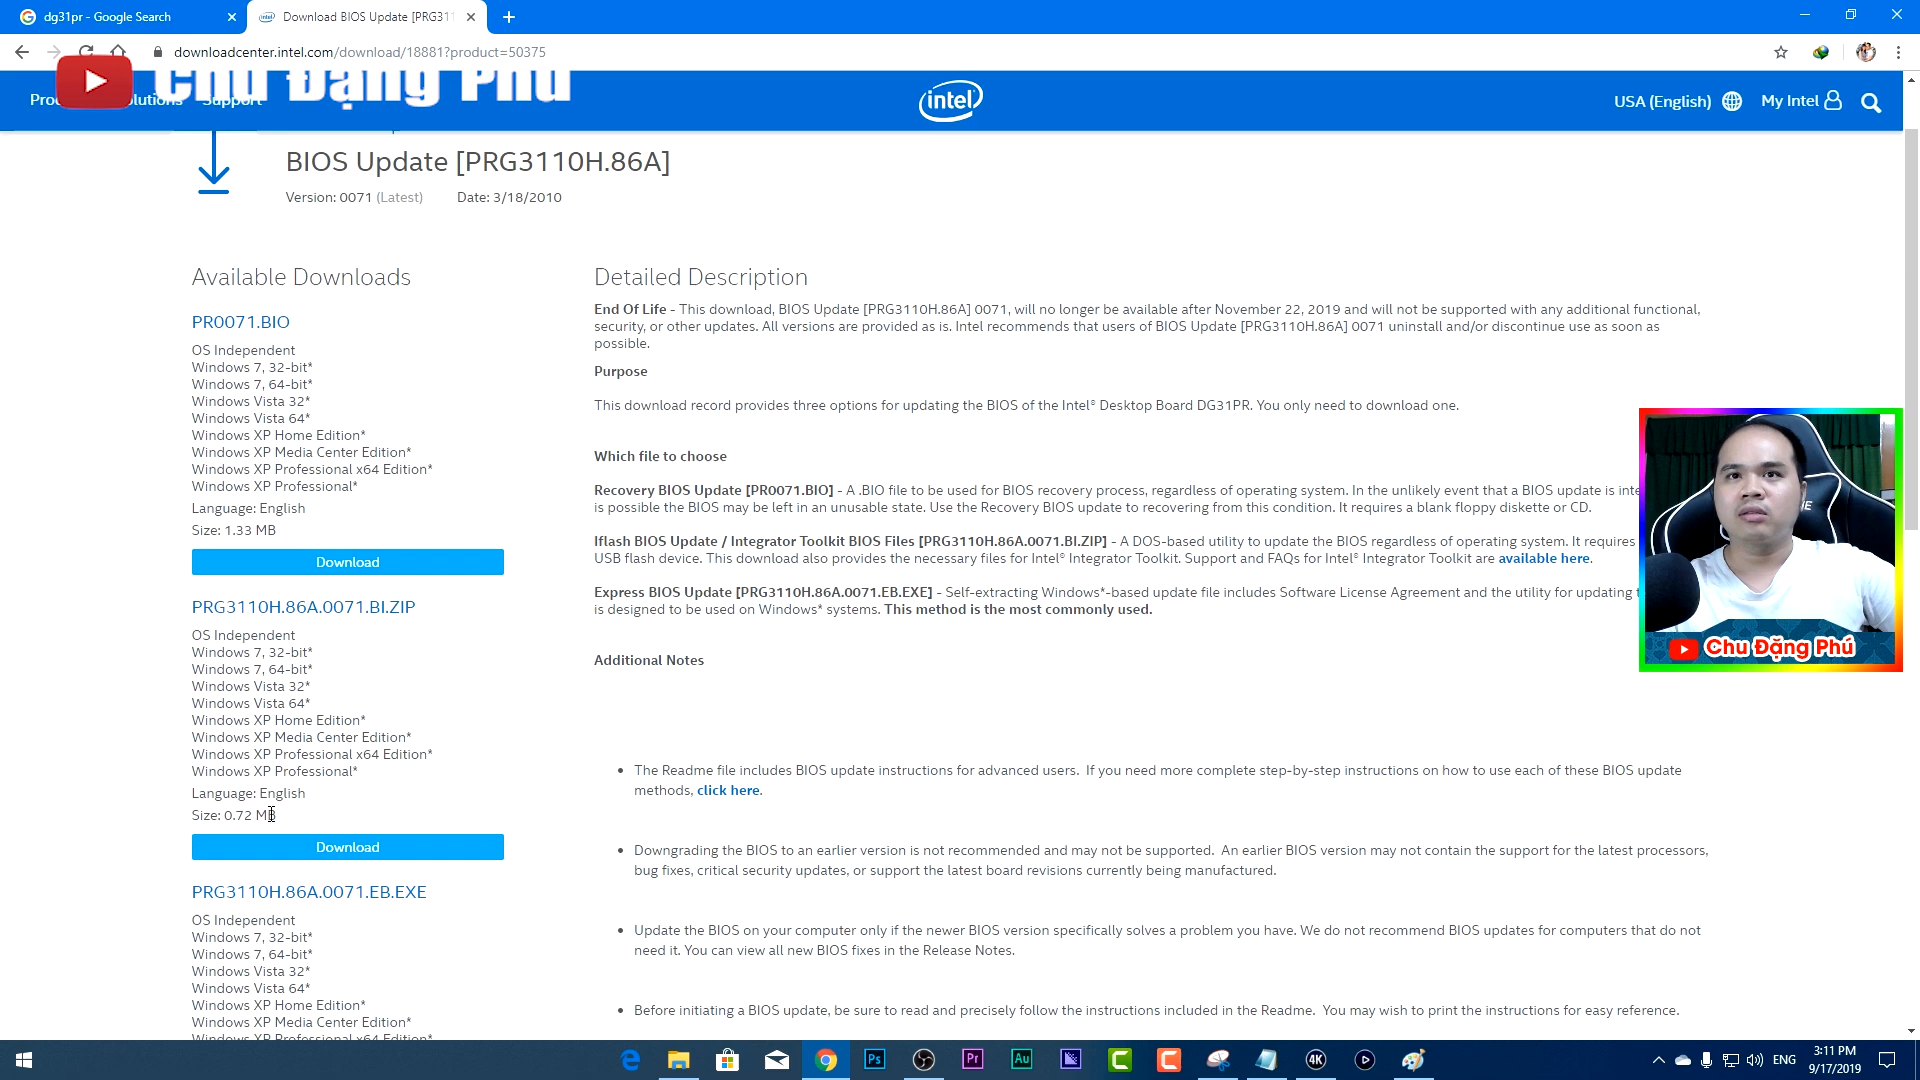 dg31pr - Google Search
Download BIOS Update [PRG311
downloadcenter.intel.com/download/18881?product=50375
Chu Đặng Phú
Support
intel
USA (English)
My Intel
BIOS Update [PRG3110H.86A]
Version: 0071 (Latest) Date: 3/18/2010
Available Downloads
PR0071.BIO
OS Independent
Windows 7, 32-bit*
Windows 7, 64-bit*
Windows Vista 32*
Windows Vista 64*
Windows XP Home Edition*
Windows XP Media Center Edition*
Windows XP Professional x64 Edition*
Windows XP Professional*
Language: English
Size: 1.33 MB
Download
PRG3110H.86A.0071.BI.ZIP
OS Independent
Windows 7, 32-bit*
Windows 7, 64-bit*
Windows Vista 32*
Windows Vista 64*
Windows XP Home Edition*
Windows XP Media Center Edition*
Windows XP Professional x64 Edition*
Windows XP Professional*
Language: English
Size: 0.72 MB
Download
PRG3110H.86A.0071.EB.EXE
OS Independent
Windows 7, 32-bit*
Windows 7, 64-bit*
Windows Vista 32*
Windows Vista 64*
Windows XP Home Edition*
Windows XP Media Center Edition*
Windows XP Professional x64 Edition*
Detailed Description
End Of Life - This download, BIOS Update [PRG3110H.86A] 0071, will no longer be available after November 22, 2019 and will not be supported with any additional functional,
security, or other updates. All versions are provided as is. Intel recommends that users of BIOS Update [PRG3110H.86A] 0071 uninstall and/or discontinue use as soon as
possible.
Purpose
This download record provides three options for updating the BIOS of the Intel® Desktop Board DG31PR. You only need to download one.
Which file to choose
Recovery BIOS Update [PR0071.BIO] - A .BIO file to be used for BIOS recovery process, regardless of operating system. In the unlikely event that a BIOS update is inte
is possible the BIOS may be left in an unusable state. Use the Recovery BIOS update to recovering from this condition. It requires a blank floppy diskette or CD.
Iflash BIOS Update / Integrator Toolkit BIOS Files [PRG3110H.86A.0071.BI.ZIP] - A DOS-based utility to update the BIOS regardless of operating system. It requires
USB flash device. This download also provides the necessary files for Intel® Integrator Toolkit. Support and FAQs for Intel® Integrator Toolkit are available here.
Express BIOS Update [PRG3110H.86A.0071.EB.EXE] - Self-extracting Windows*-based update file includes Software License Agreement and the utility for updating
is designed to be used on Windows* systems. This method is the most commonly used.
Additional Notes
The Readme file includes BIOS update instructions for advanced users. If you need more complete step-by-step instructions on how to use each of these BIOS update
methods, click here.
Downgrading the BIOS to an earlier version is not recommended and may not be supported. An earlier BIOS version may not contain the support for the latest processors,
bug fixes, critical security updates, or support the latest board revisions currently being manufactured.
Update the BIOS on your computer only if the newer BIOS version specifically solves a problem you have. We do not recommend BIOS updates for computers that do not
need it. You can view all new BIOS fixes in the Release Notes.
Before initiating a BIOS update, be sure to read and precisely follow the instructions included in the Readme. You may wish to print the instructions for easy reference.
Chu Đặng Phú
Ps
Pr
Au
4K
ENG
3:11 PM
9/17/2019